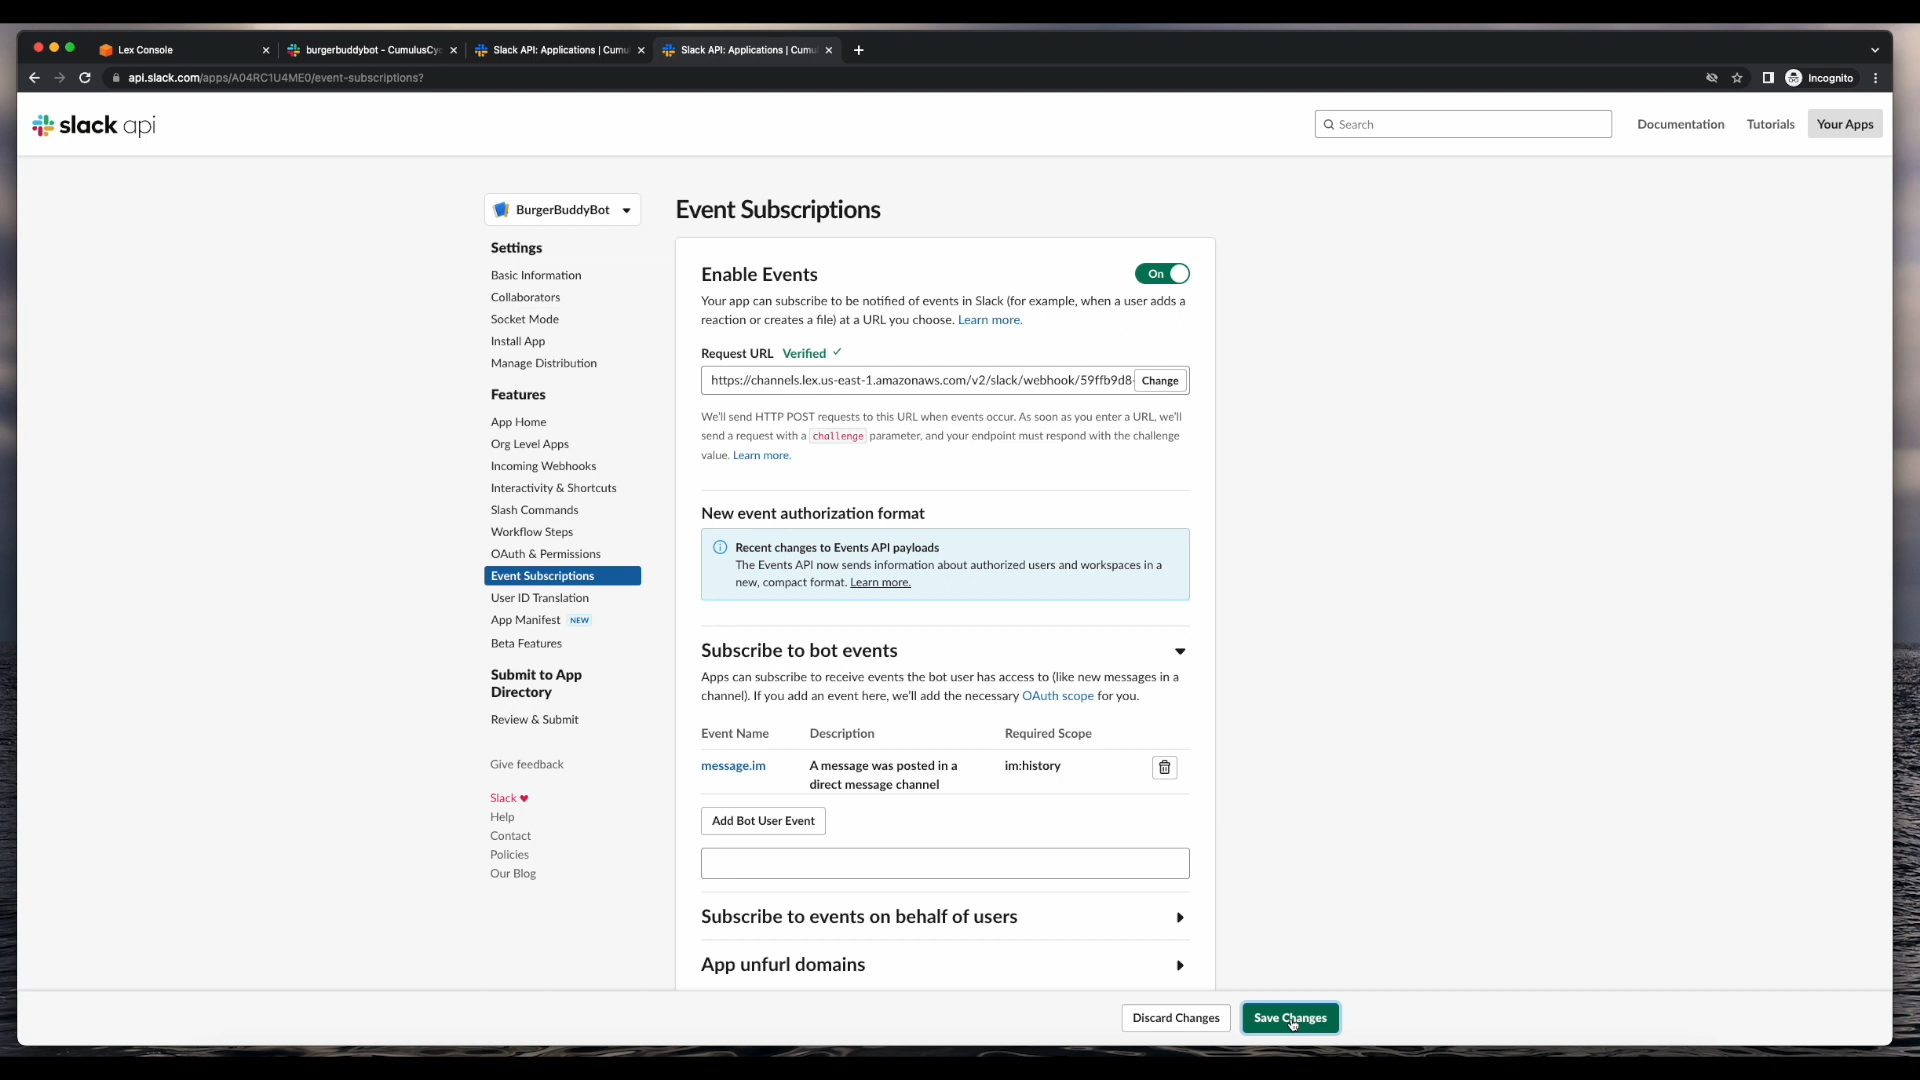 Lex Console
burgerbuddybot - CumulusCyc
Slack API: Applications | Cumu
Slack API: Applications | Cumu
api.slack.com/apps/A04RC1U4ME0/event-subscriptions?
Incognito
slack api
Search
Documentation
Tutorials
Your Apps
BurgerBuddyBot
Settings
Basic Information
Collaborators
Socket Mode
Install App
Manage Distribution
Features
App Home
Org Level Apps
Incoming Webhooks
Interactivity & Shortcuts
Slash Commands
Workflow Steps
OAuth & Permissions
Event Subscriptions
User ID Translation
App Manifest NEW
Beta Features
Submit to App
Directory
Review & Submit
Give feedback
Slack ♥
Help
Contact
Policies
Our Blog
Event Subscriptions
Enable Events
On
Your app can subscribe to be notified of events in Slack (for example, when a user adds a
reaction or creates a file) at a URL you choose. Learn more.
Request URL Verified ✓
https://channels.lex.us-east-1.amazonaws.com/v2/slack/webhook/59ffb9d8-
Change
We'll send HTTP POST requests to this URL when events occur. As soon as you enter a URL, we'll
send a request with a challenge parameter, and your endpoint must respond with the challenge
value. Learn more.
New event authorization format
Recent changes to Events API payloads
The Events API now sends information about authorized users and workspaces in a
new, compact format. Learn more.
Subscribe to bot events
Apps can subscribe to receive events the bot user has access to (like new messages in a
channel). If you add an event here, we'll add the necessary OAuth scope for you.
Event Name Description Required Scope
message.im A message was posted in a im:history
direct message channel
Add Bot User Event
Subscribe to events on behalf of users
App unfurl domains
Discard Changes
Save Changes